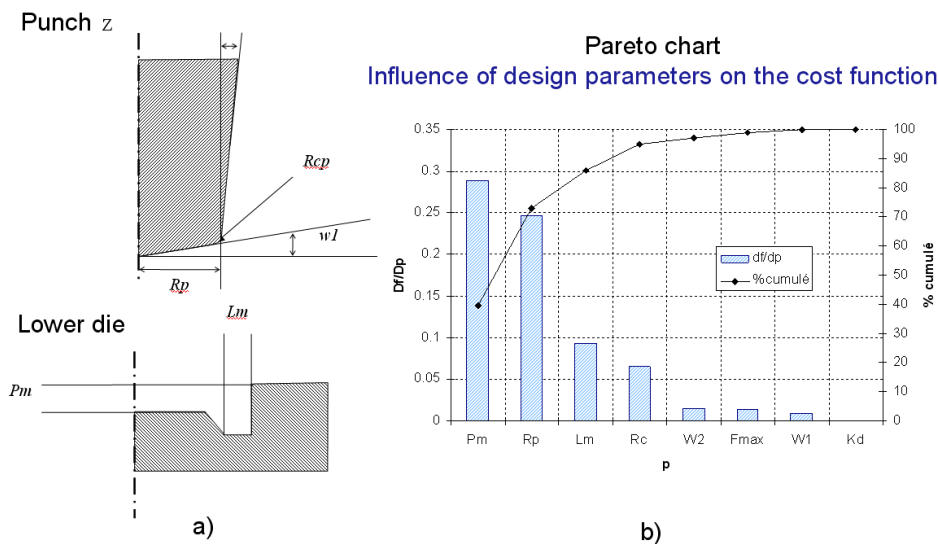 Punch z
Rcp
w1
Rp
Lower die
Lm
Pm
a)
Pareto chart
Influence of design parameters on the cost function
0.35
0.3
0.25
0.2
0.15
0.1
0.05
0
Df/Dp
100
90
80
70
60
50
40
30
20
10
0
% cumulé
df/dp
%cumulé
Pm Rp Lm Rc W2 Fmax W1 Kd
p
b)